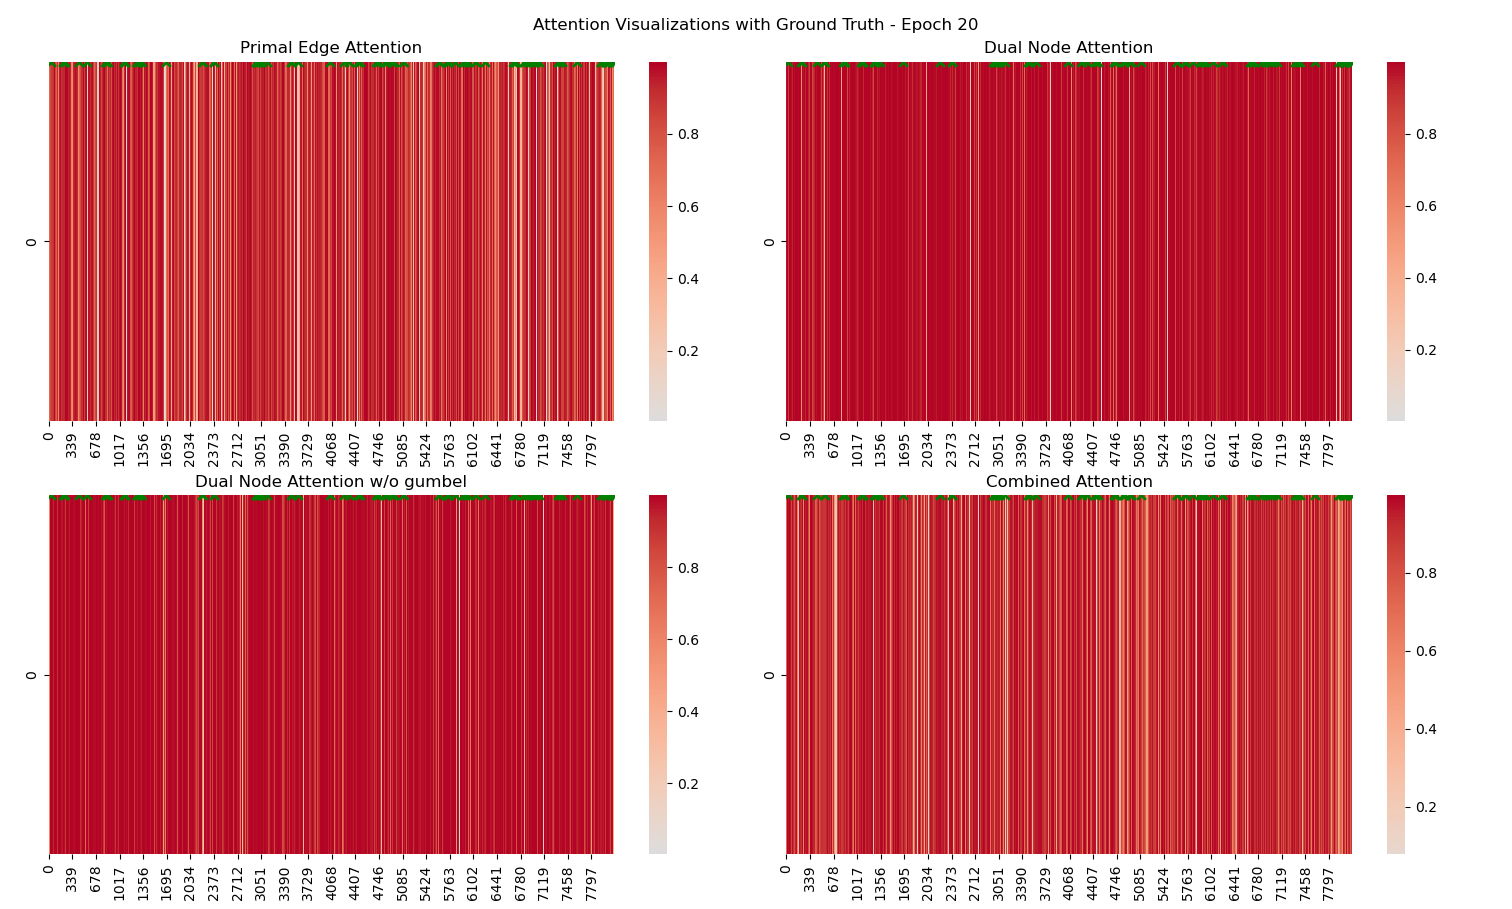 Attention Visualizations with Ground Truth - Epoch 20
Primal Edge Attention
0
0 339 678 1017 1356 1695 2034 2373 2712 3051 3390 3729 4068 4407 4746 5085 5424 5763 6102 6441 6780 7119 7458 7797
0.8
0.6
0.4
0.2
Dual Node Attention
0
0 339 678 1017 1356 1695 2034 2373 2712 3051 3390 3729 4068 4407 4746 5085 5424 5763 6102 6441 6780 7119 7458 7797
0.8
0.6
0.4
0.2
Dual Node Attention w/o gumbel
0
0 339 678 1017 1356 1695 2034 2373 2712 3051 3390 3729 4068 4407 4746 5085 5424 5763 6102 6441 6780 7119 7458 7797
0.8
0.6
0.4
0.2
Combined Attention
0
0 339 678 1017 1356 1695 2034 2373 2712 3051 3390 3729 4068 4407 4746 5085 5424 5763 6102 6441 6780 7119 7458 7797
0.8
0.6
0.4
0.2